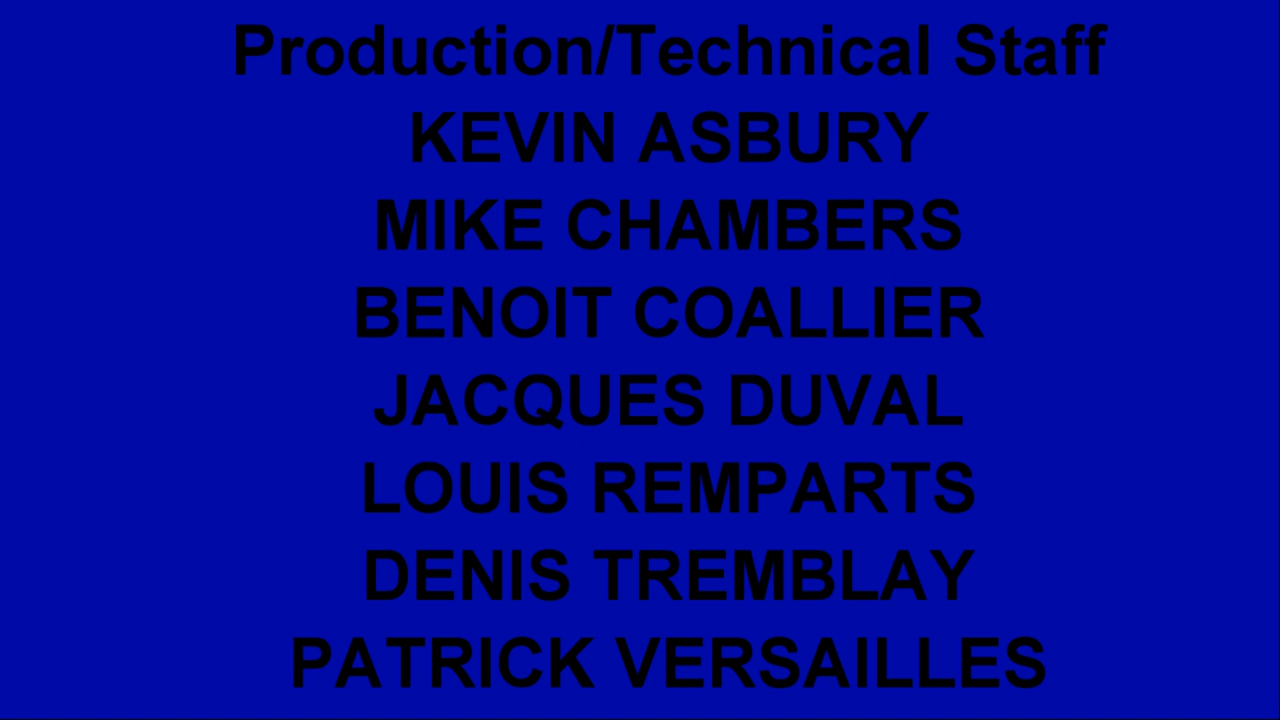 Production/Technical Staff
KEVIN ASBURY
MIKE CHAMBERS
BENOIT COALLIER
JACQUES DUVAL
LOUIS REMPARTS
DENIS TREMBLAY
PATRICK VERSAILLES